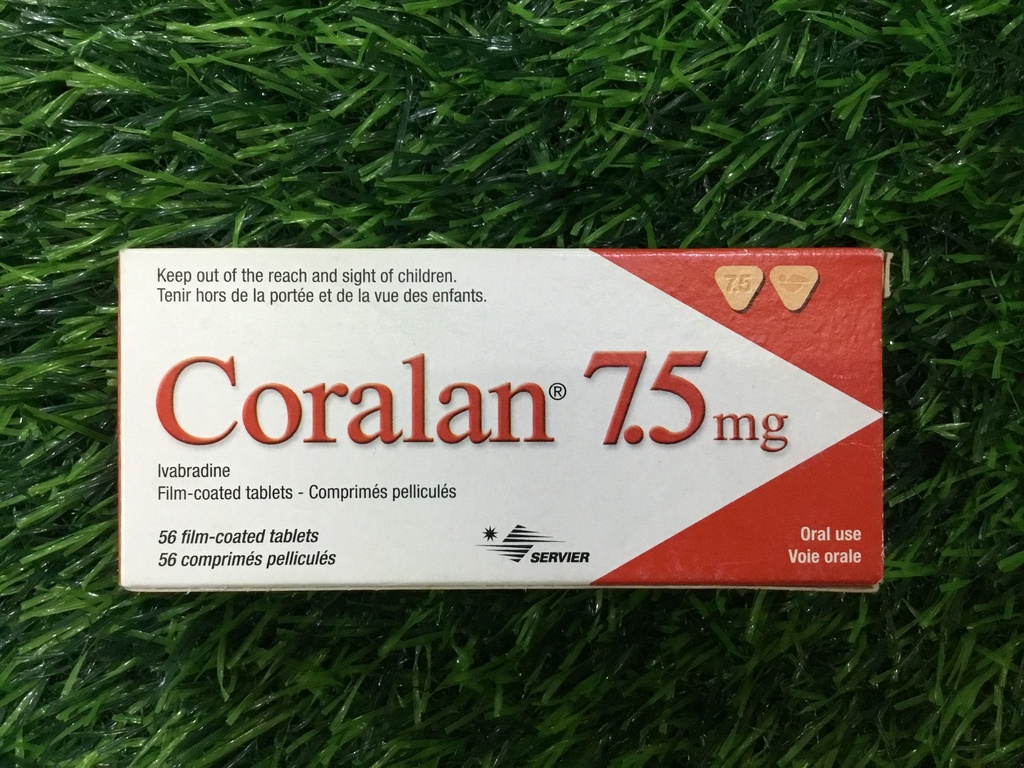 Keep out of the reach and sight of children.
Tenir hors de la portée et de la vue des enfants.
7.5
Coralan® 7.5 mg
Ivabradine
Film-coated tablets - Comprimés pelliculés
56 film-coated tablets
56 comprimés pelliculés
SERVIER
Oral use
Voie orale